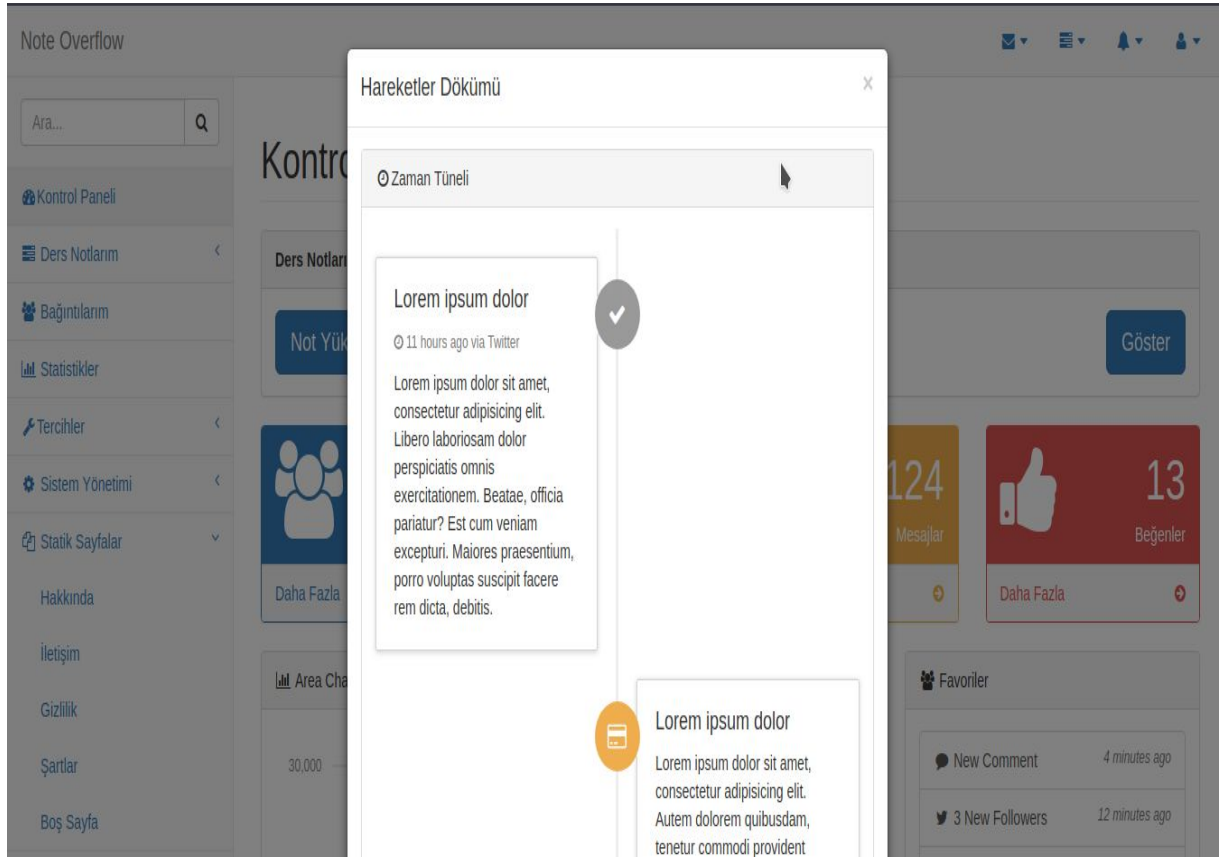 Note Overflow
Ara...
Kontrol Paneli
Ders Notlarım
Bağıntılarım
Statistikler
Tercihler
Sistem Yönetimi
Statik Sayfalar
Hakkında
İletişim
Gizlilik
Şartlar
Boş Sayfa
Ders Notları
Göster
Daha Fazla
124
Mesajlar
13
Beğenler
Daha Fazla
Area
30,000
Favoriler
New Comment
4 minutes ago
3 New Followers
12 minutes ago
Hareketler Dökümü
×
Zaman Tüneli
Lorem ipsum dolor
11 hours ago via Twitter
Lorem ipsum dolor sit amet,
consectetur adipisicing elit.
Libero laboriosam dolor
perspiciatis omnis
exercitationem. Beatae, officia
pariatur? Est cum veniam
excepturi. Maiores praesentium,
porro voluptas suscipit facere
rem dicta, debitis.
Lorem ipsum dolor
Lorem ipsum dolor sit amet,
consectetur adipisicing elit.
Autem dolorem quibusdam,
tenetur commodi provident